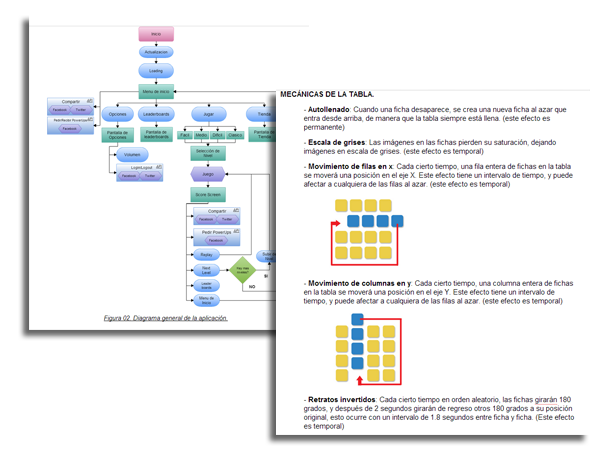 Inicio
Actualizacion
Loading
Menu de inicio
Compartir
Facebook Twitter
Pedir/Recibir PowerUps
Facebook
Opciones Leaderboards Jugar Tienda
Pantalla de Opciones
Pantalla de leaderboards
Facil Medio Dificil Clasico
Pantalla de Tienda
Volumen
Login/Logout
Facebook Twitter
Selección de Nivel
Juego
Score Screen
Compartir
Facebook Twitter
Pedir PowerUps
Facebook
Replay
Next Level
SI
NO
Menu de Inicio
Figura 02. Diagrama general de la aplicación.
MECÁNICAS DE LA TABLA.
- Autollenado: Cuando una ficha desaparece, se crea una nueva ficha al azar que
entra desde arriba, de manera que la tabla siempre está llena. (este efecto es
permanente)
- Escala de grises: Las imágenes en las fichas pierden su saturación, dejando
imágenes en escala de grises. (este efecto es temporal)
- Movimiento de filas en x: Cada cierto tiempo, una fila entera de fichas en la tabla
se moverá una posición en el eje X. Este efecto tiene un intervalo de tiempo, y puede
afectar a cualquiera de las filas al azar. (este efecto es temporal)
- Movimiento de columnas en y: Cada cierto tiempo, una columna entera de fichas
en la tabla se moverá una posición en el eje Y. Este efecto tiene un intervalo de
tiempo, y puede afectar a cualquiera de las filas al azar. (este efecto es temporal)
- Retratos invertidos: Cada cierto tiempo en orden aleatorio, las fichas girarán 180
grados, y después de 2 segundos girarán de regreso otros 180 grados a su posición
original, esto ocurre con un intervalo de 1.8 segundos entre ficha y ficha. (Este efecto
es temporal)